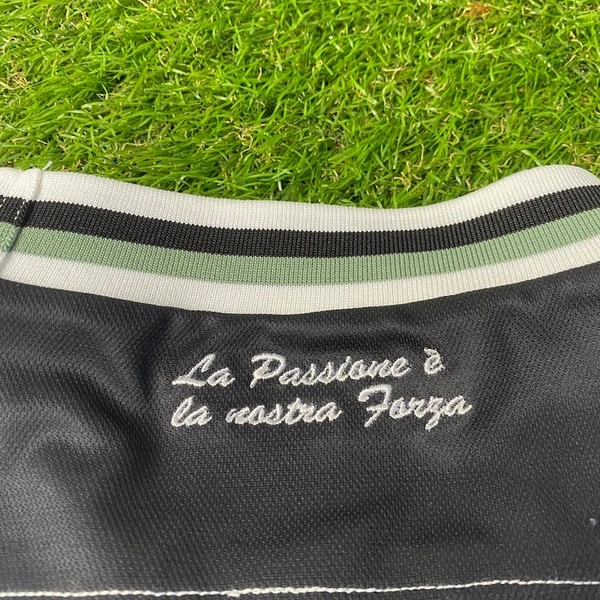 La Passione è
la nostra Forza